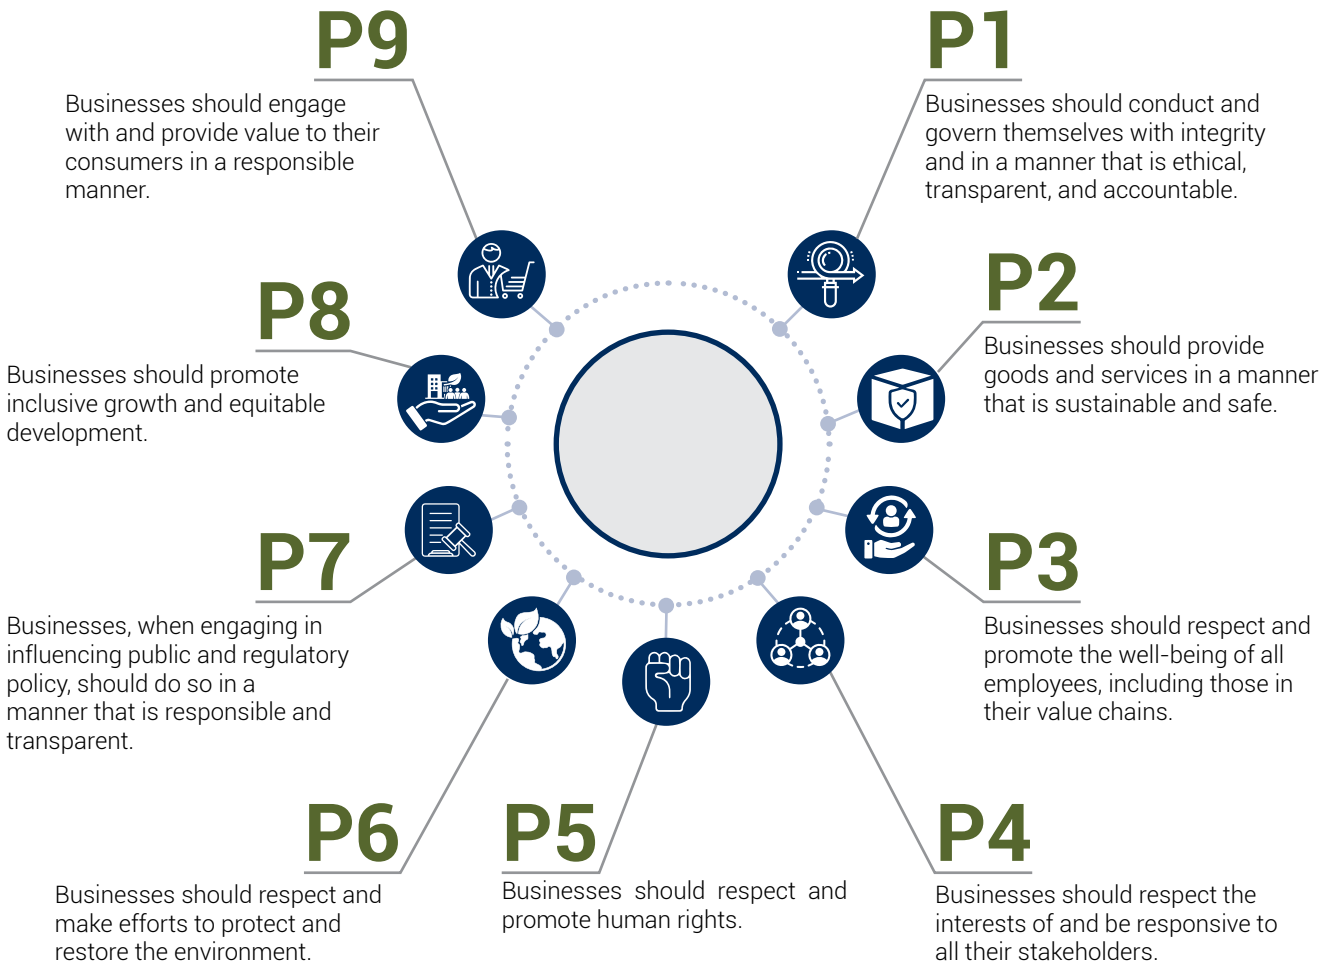 P1
Businesses should conduct and
govern themselves with integrity
and in a manner that is ethical,
transparent, and accountable.
P2
Businesses should provide
goods and services in a manner
that is sustainable and safe.
P3
Businesses should respect and
promote the well-being of all
employees, including those in
their value chains.
P4
Businesses should respect the
interests of and be responsive to
all their stakeholders.
P5
Businesses should respect and
promote human rights.
P6
Businesses should respect and
make efforts to protect and
restore the environment.
P7
Businesses, when engaging in
influencing public and regulatory
policy, should do so in a
manner that is responsible and
transparent.
P8
Businesses should promote
inclusive growth and equitable
development.
P9
Businesses should engage
with and provide value to their
consumers in a responsible
manner.